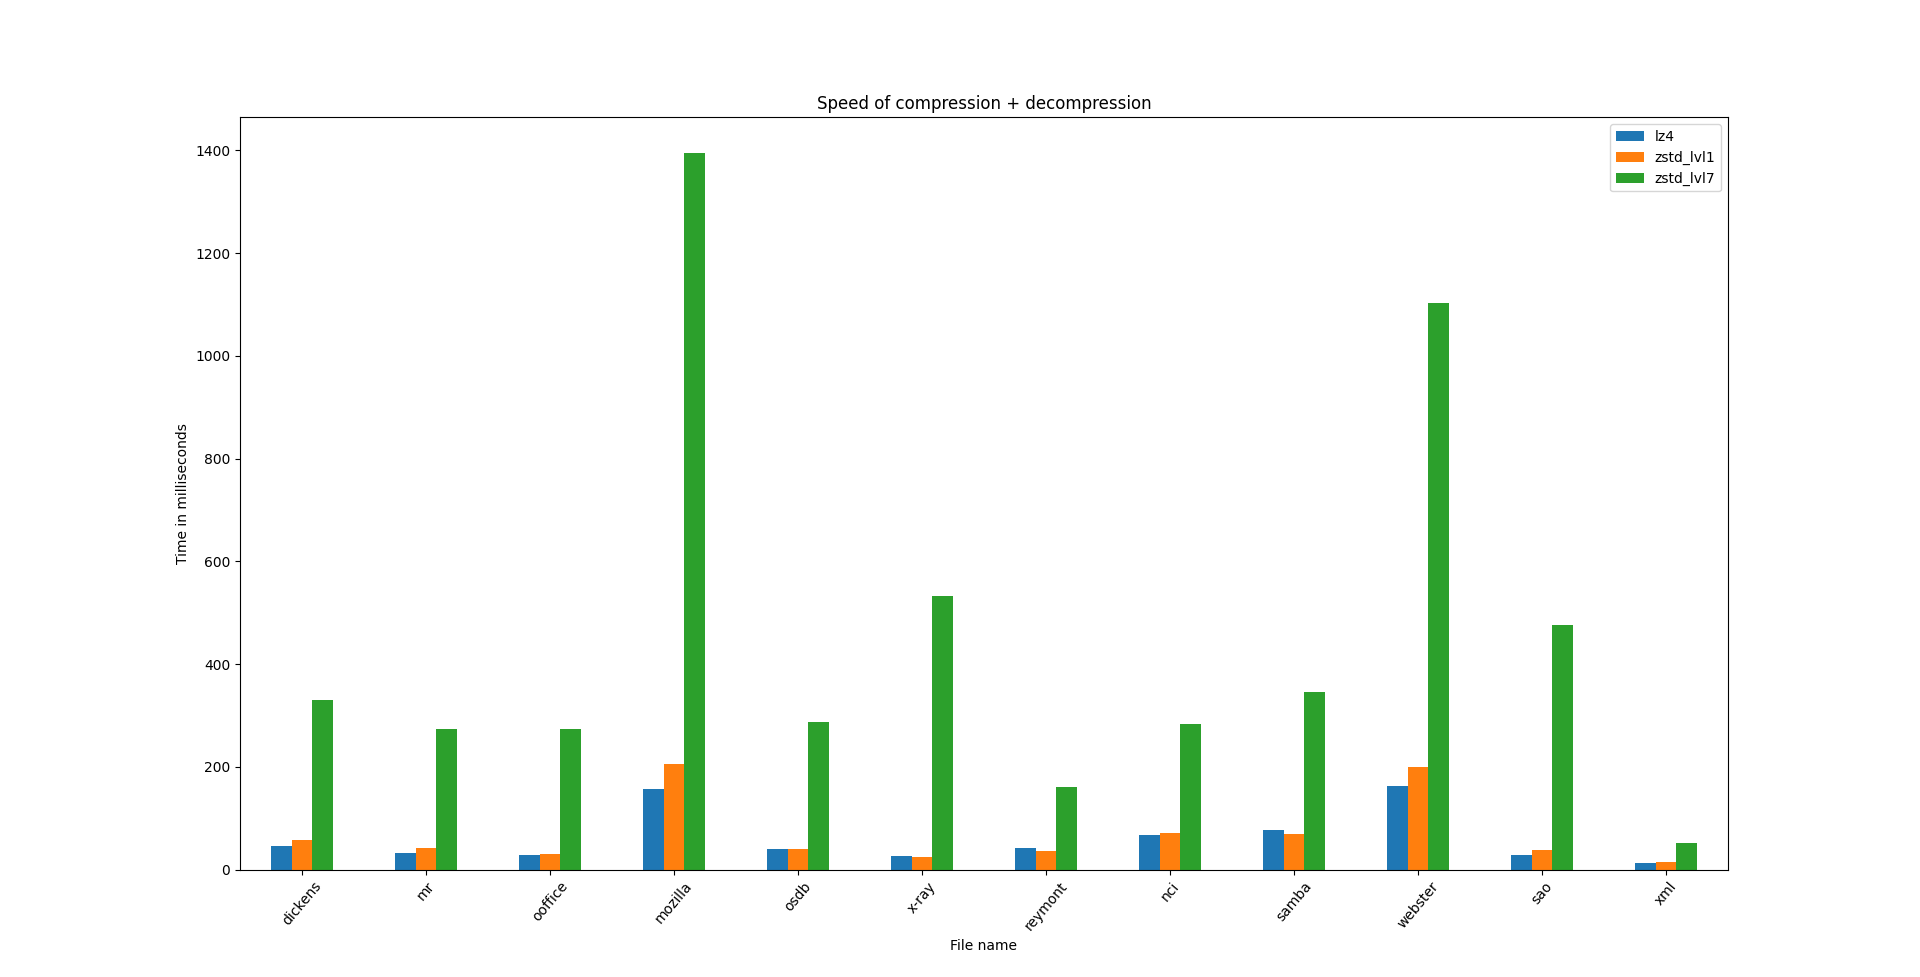 Speed of compression + decompression
lz4
zstd_lvl1
zstd_lvl7
Time in milliseconds
1400
1200
1000
800
600
400
200
0
dickens
mr
ooffice
mozilla
osdb
x-ray
reymont
nci
samba
webster
sao
xml
File name